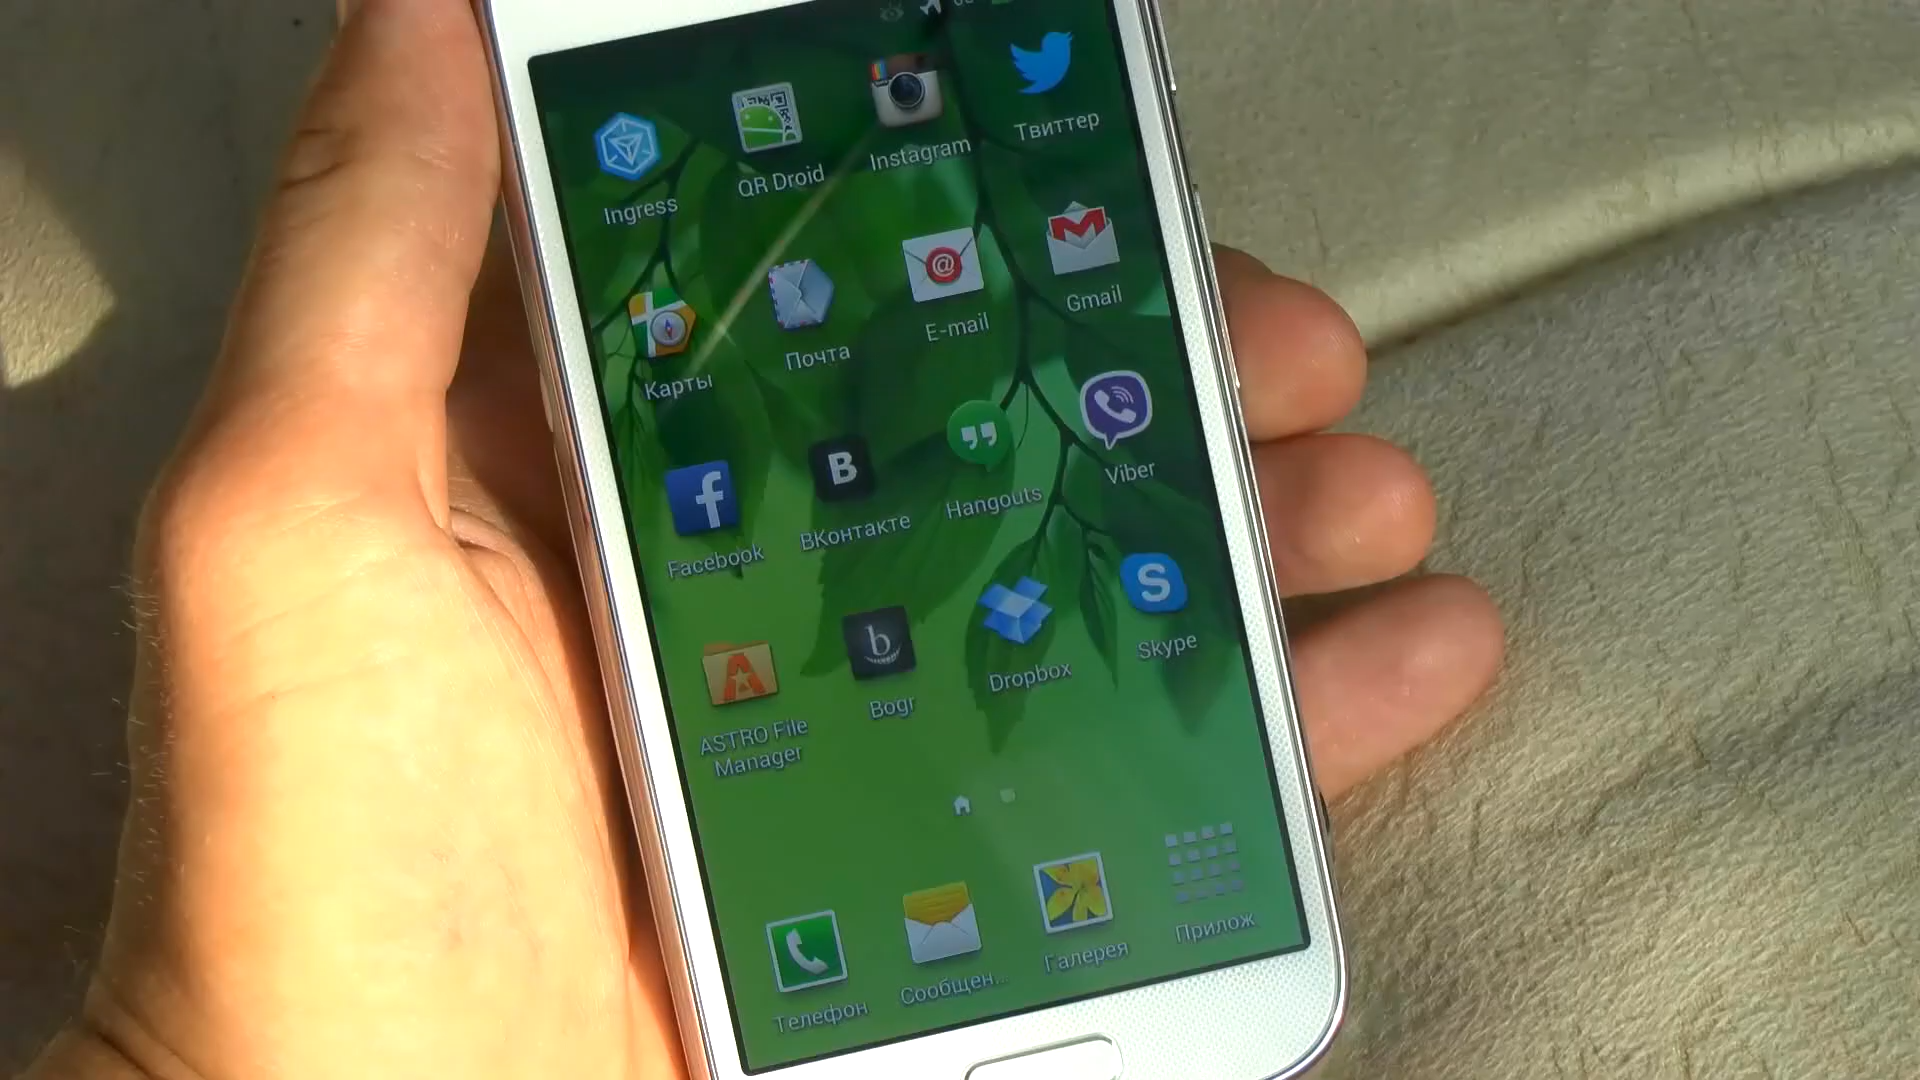 Ingress
QR Droid
Instagram
Твиттер
Карты
Почта
@
E-mail
Gmail
f
Facebook
B
ВКонтакте
Hangouts
Viber
ASTRO File
Manager
b
Bogr
Dropbox
S
Skype
Телефон
Сообщен...
Галерея
Прилож